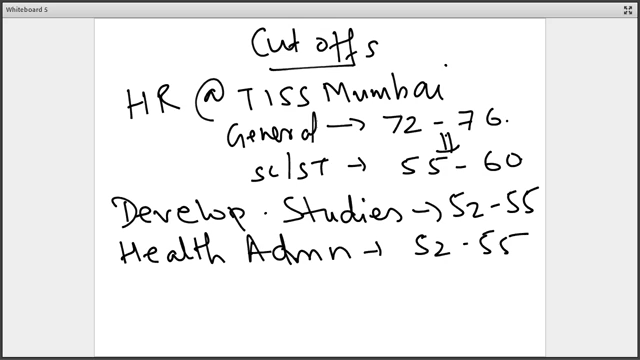 Whiteboard 5
Cut offs
HR @ TISS Mumbai
General → 72 - 76.
SC/ST → 55 - 60
Develop. Studies → 52-55
Health Admn → 52-55